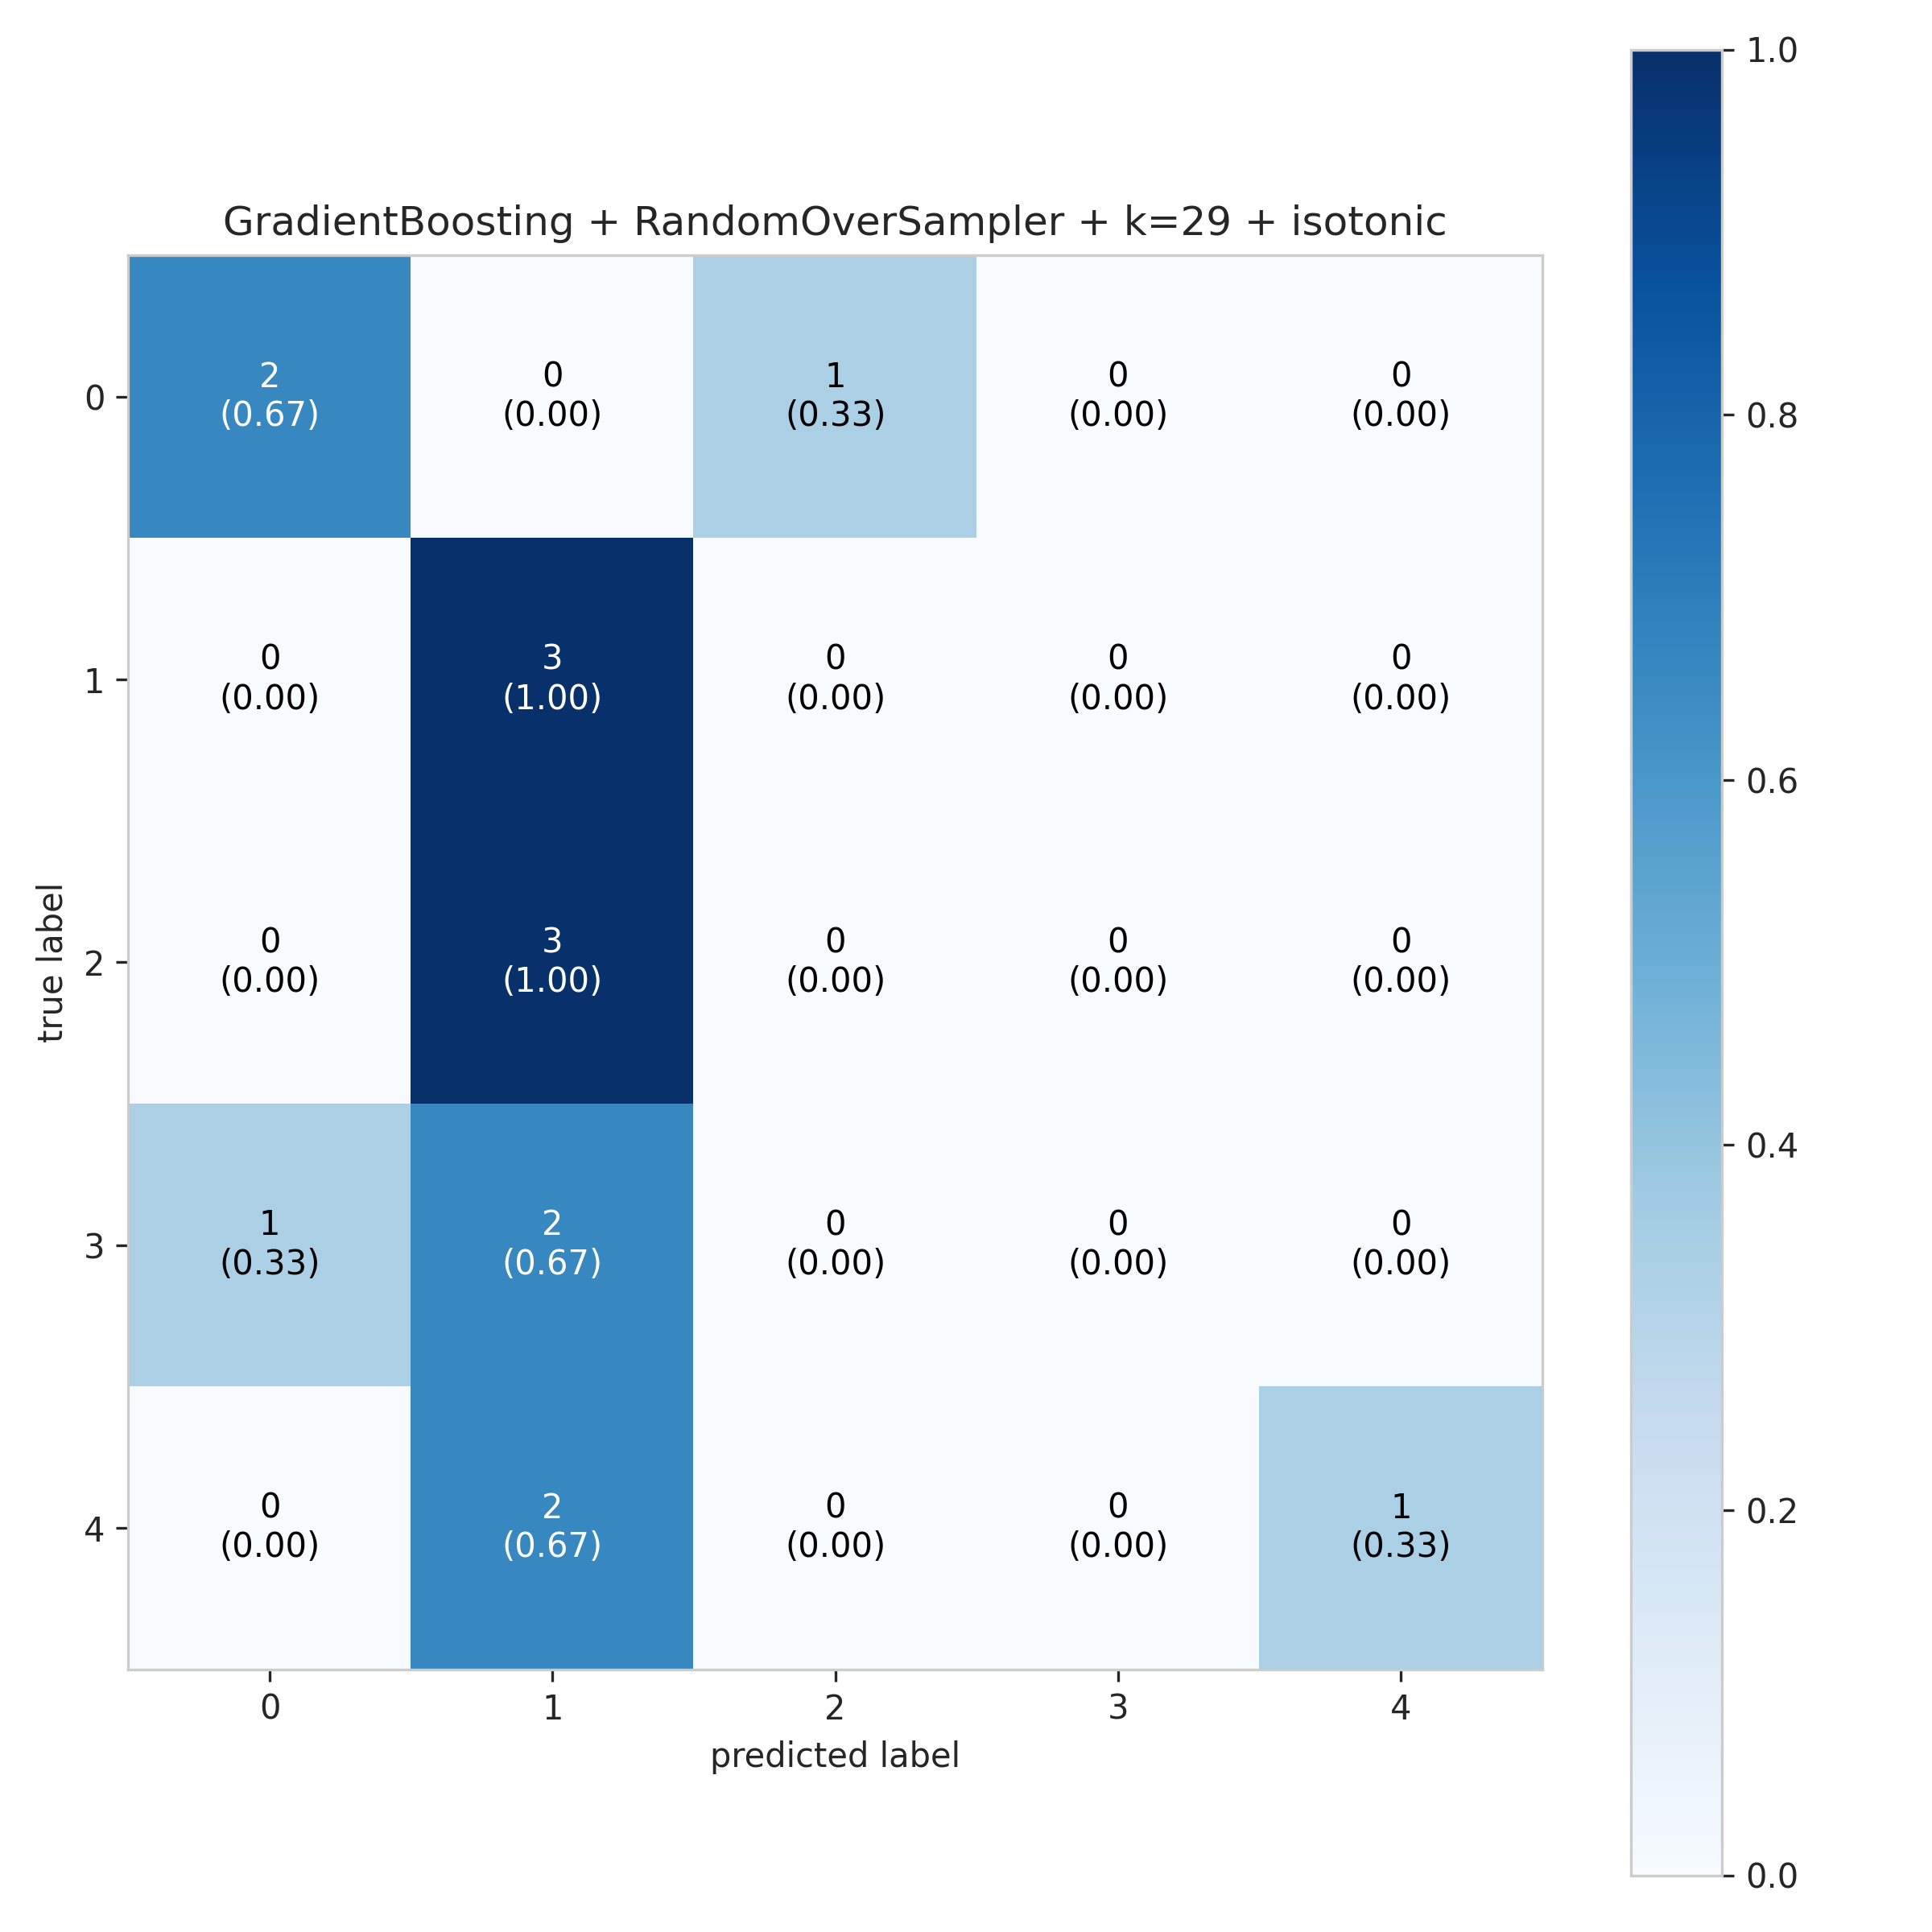 GradientBoosting + RandomOverSampler + k=29 + isotonic
true label
0
2 0 1 0 0
(0.67) (0.00) (0.33) (0.00) (0.00)
1
0 3 0 0 0
(0.00) (1.00) (0.00) (0.00) (0.00)
2
0 3 0 0 0
(0.00) (1.00) (0.00) (0.00) (0.00)
3
1 2 0 0 0
(0.33) (0.67) (0.00) (0.00) (0.00)
4
0 2 0 0 1
(0.00) (0.67) (0.00) (0.00) (0.33)
0 1 2 3 4
predicted label
1.0
0.8
0.6
0.4
0.2
0.0